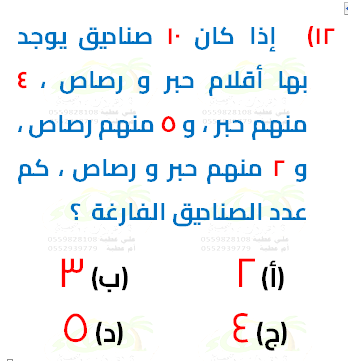 ١٢) إذا كان ١٠ صناديق يوجد
بها أقلام حبر و رصاص ، ٤
منهم حبر ، و ٥ منهم رصاص ،
و ٢ منهم حبر و رصاص ، كم
عدد الصناديق الفارغة ؟
(أ) ٢ (ب) ٣
(ج) ٤ (د) ٥